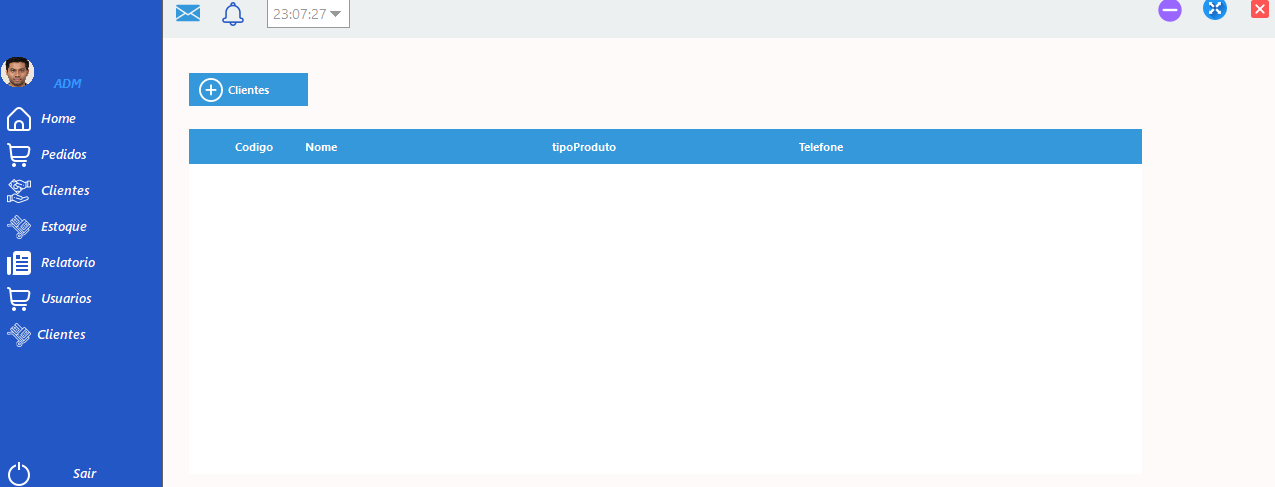 23:07:27
ADM
Home
Pedidos
Clientes
Estoque
Relatorio
Usuarios
Clientes
Sair
Clientes
Codigo Nome tipoProduto Telefone